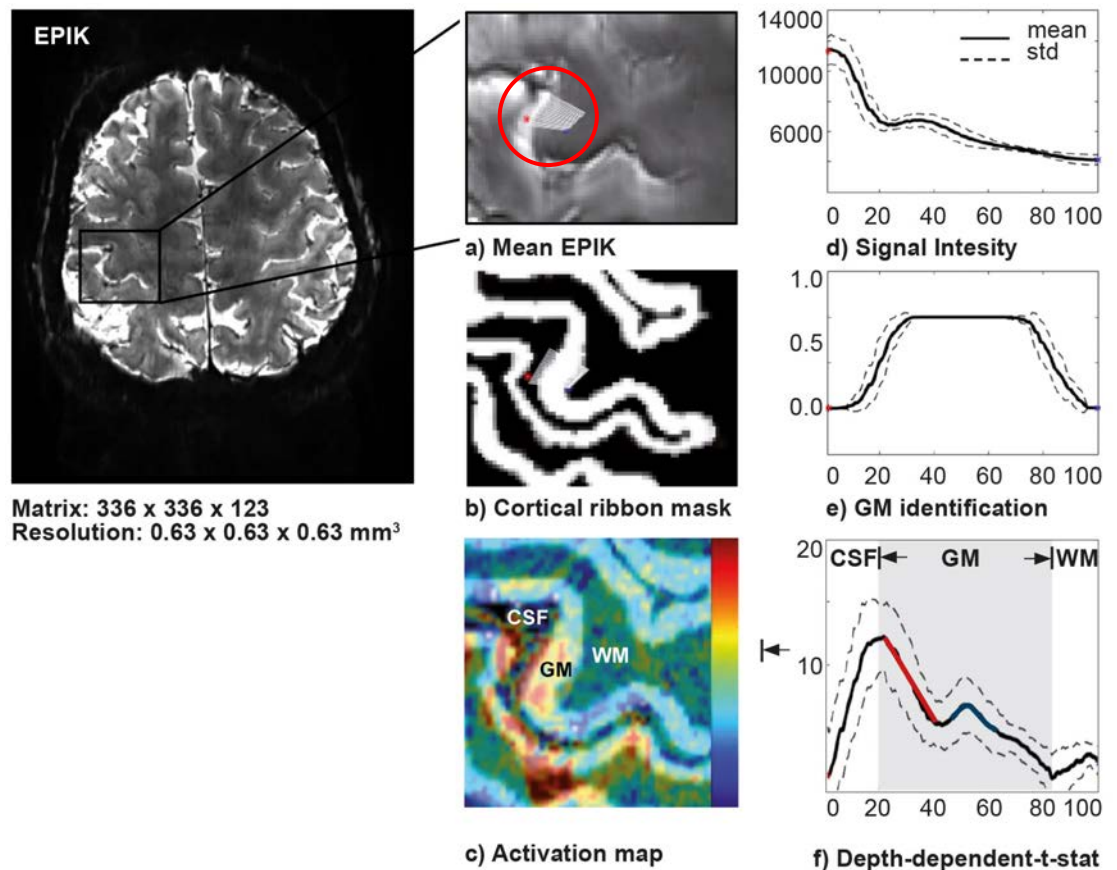 EPIK
Matrix: 336 x 336 x 123
Resolution: 0.63 x 0.63 x 0.63 mm³
a) Mean EPIK
b) Cortical ribbon mask
CSF
GM
WM
c) Activation map
14000
10000
6000
mean
std
0 20 40 60 80 100
d) Signal Intesity
1.0
0.5
0.0
0 20 40 60 80 100
e) GM identification
20
10
CSF GM WM
0 20 40 60 80 100
f) Depth-dependent-t-stat